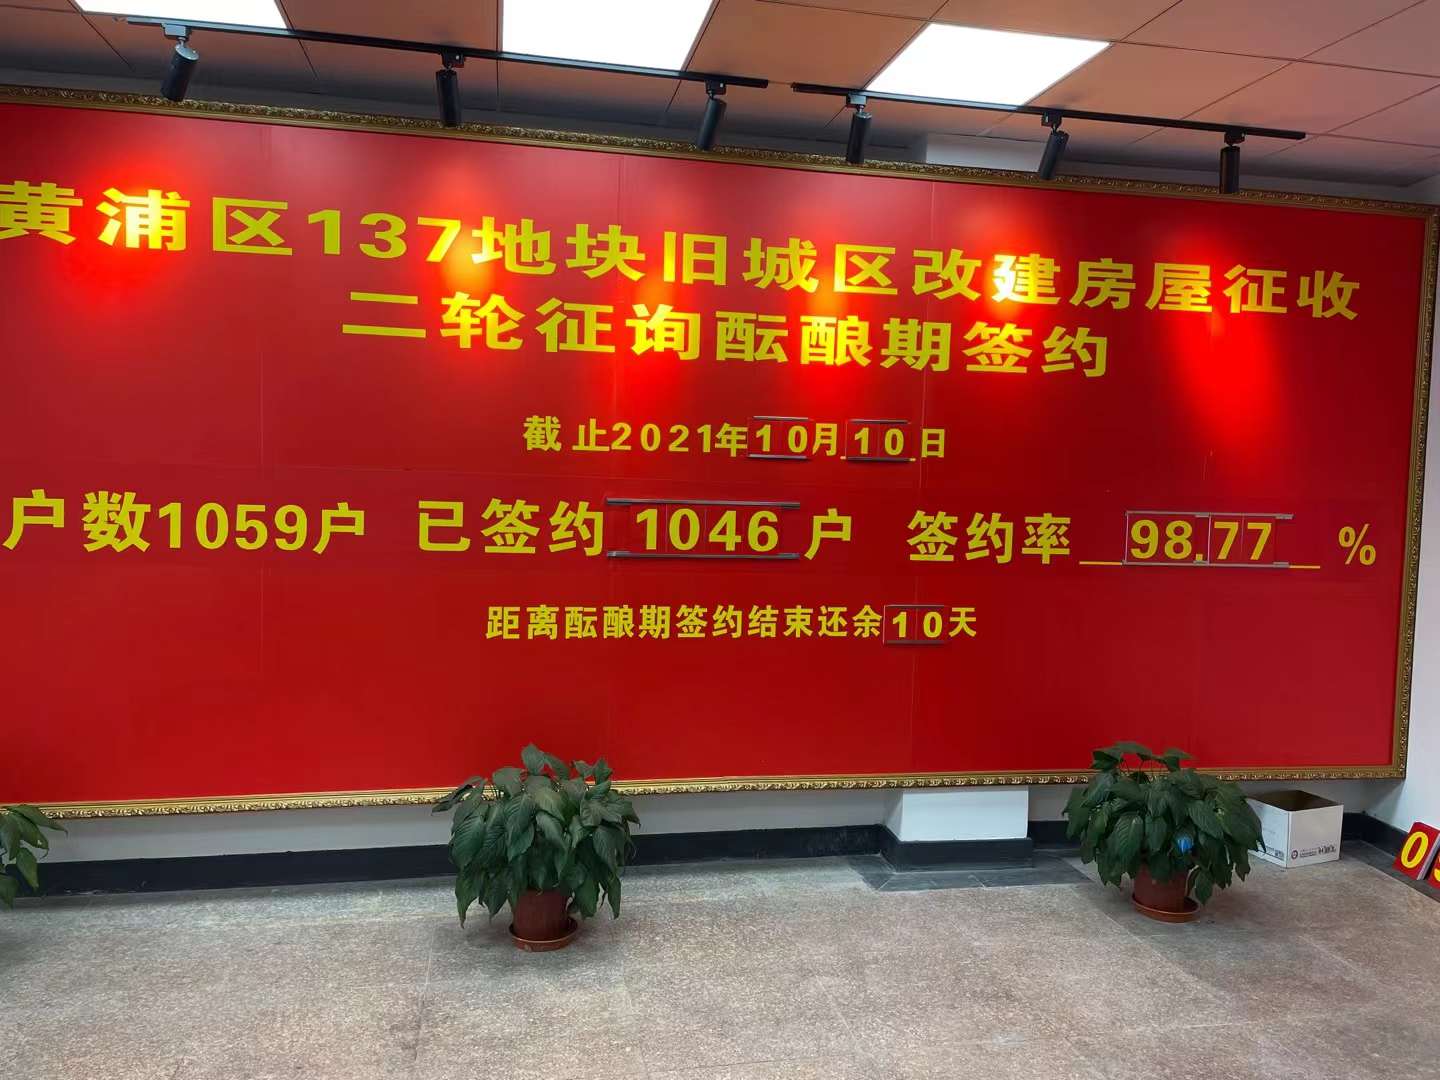 黄浦区137地块旧城区改建房屋征收
二轮征询酝酿期签约
截止2021年10月10日
户数1059户 已签约1046户 签约率98.77%
距离酝酿期签约结束还余10天
0